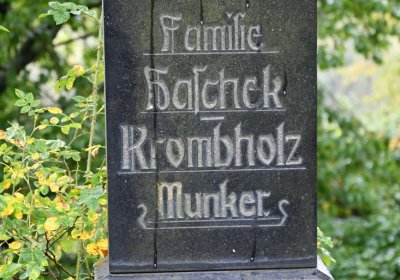 Familie
Haschek
-
Krombholz
Munker